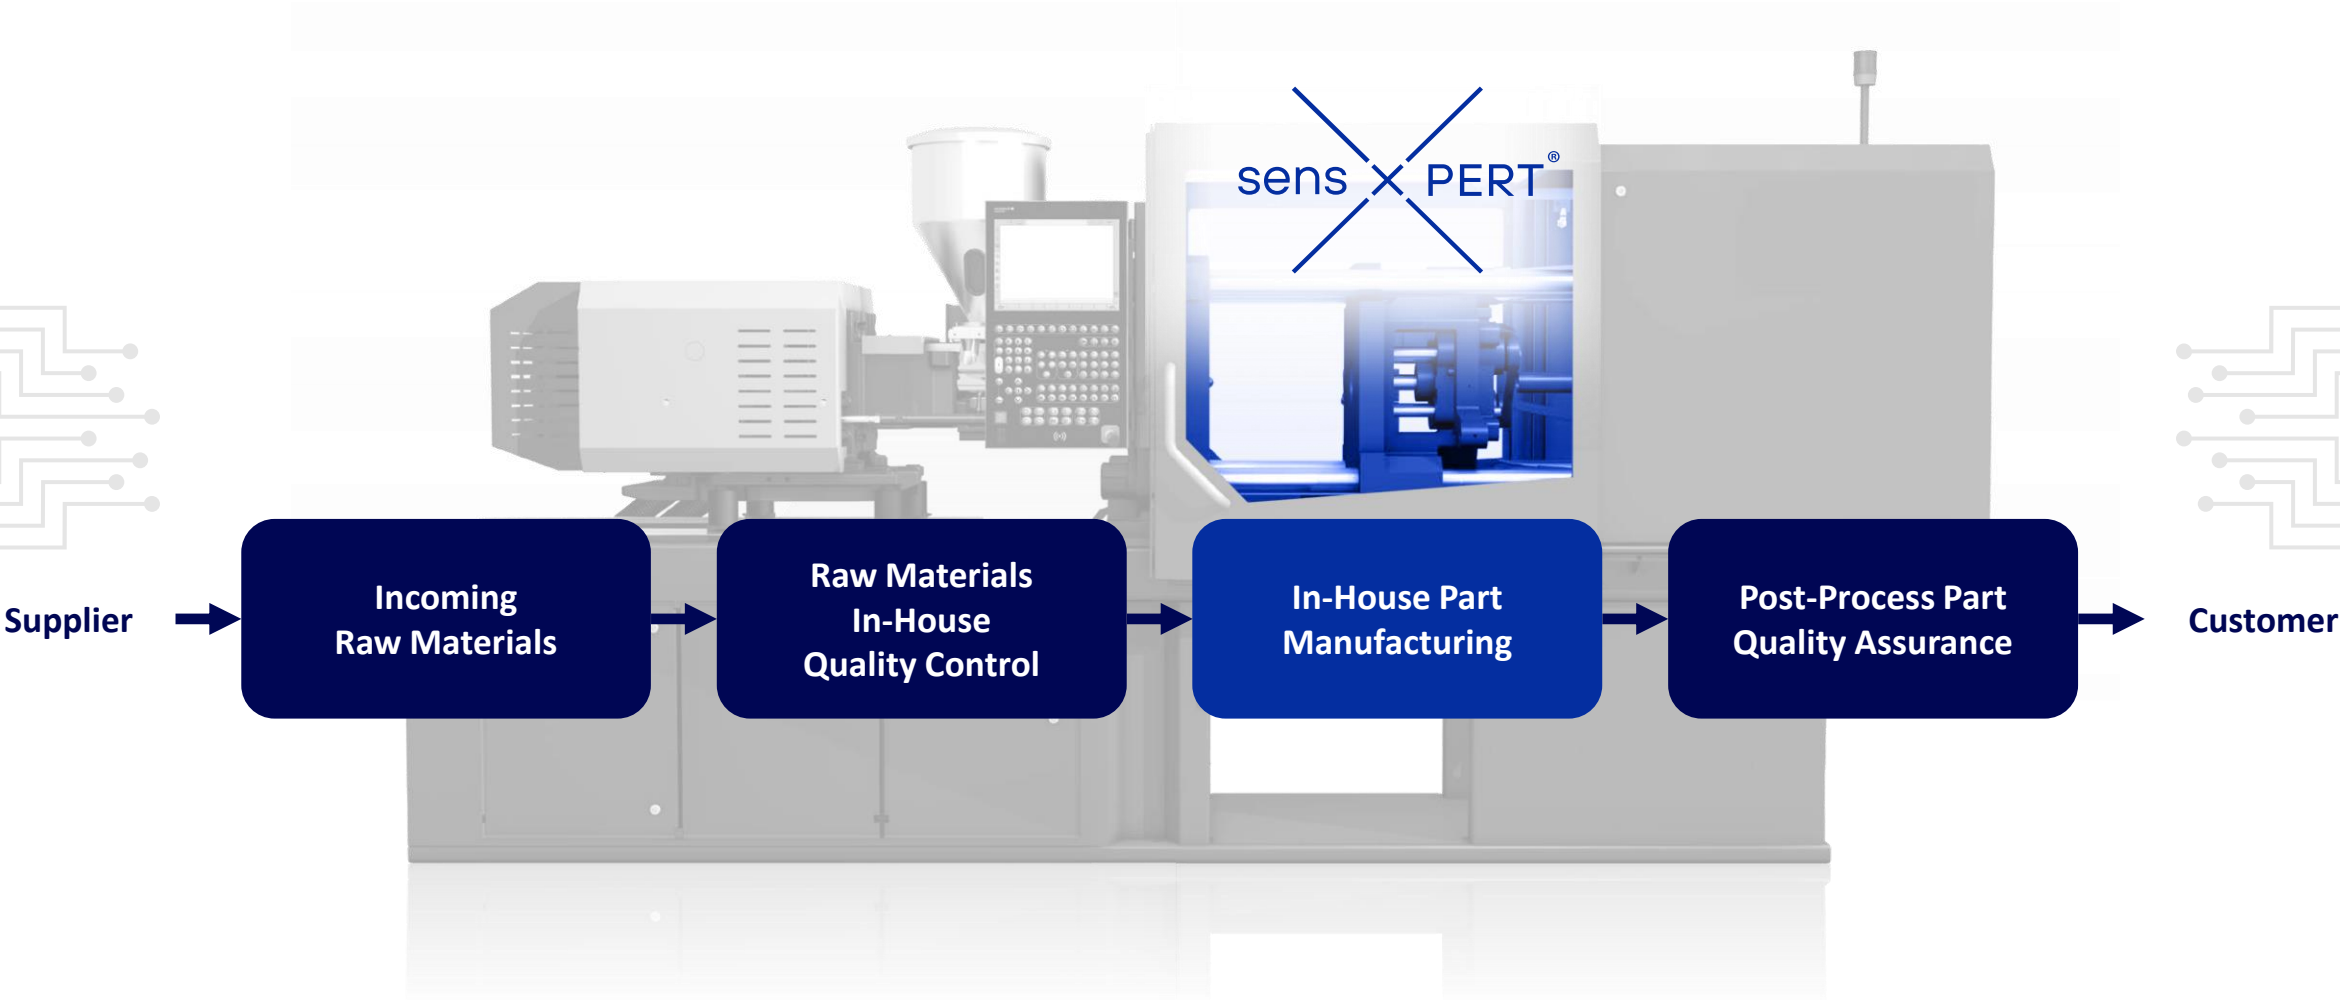 sens X PERT®
Supplier
Incoming
Raw Materials
Raw Materials
In-House
Quality Control
In-House Part
Manufacturing
Post-Process Part
Quality Assurance
Customer